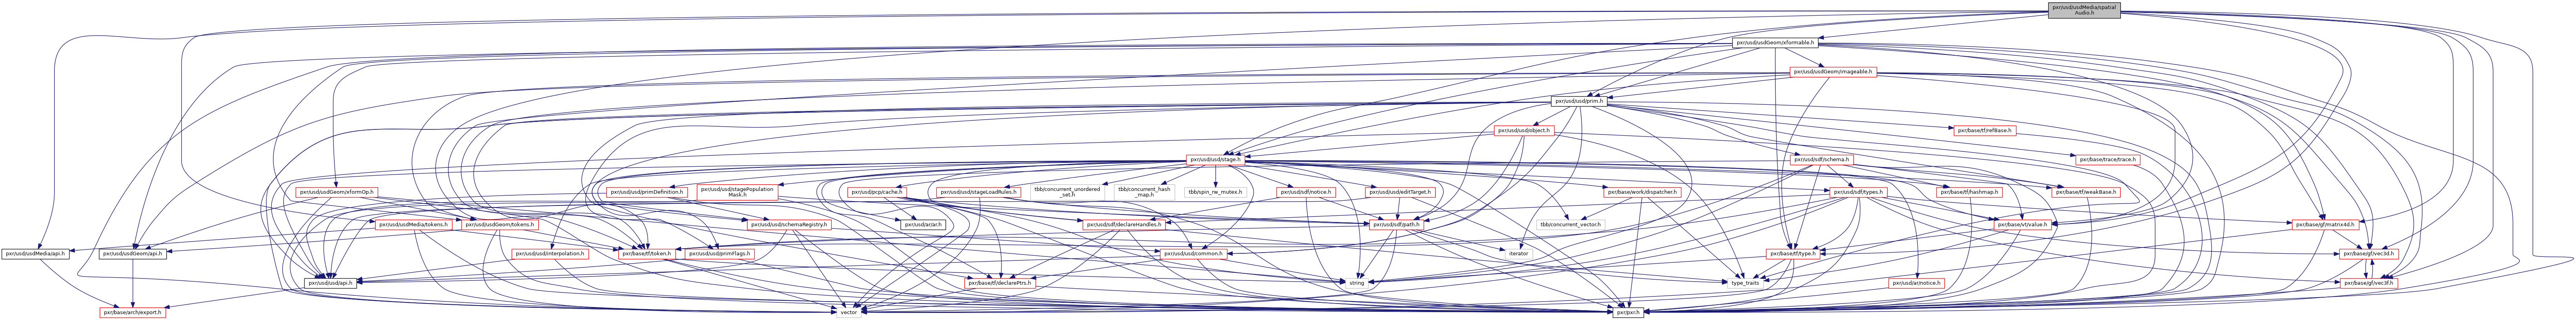 pxr/usd/usdMedia/spatial
Audio.h
pxr/usd/usdGeom/xformable.h
pxr/usd/usdGeom/imageable.h
pxr/usd/usd/prim.h
pxr/usd/usd/object.h
pxr/base/tf/refBase.h
pxr/usd/usd/stage.h
pxr/usd/sdf/schema.h
pxr/base/trace/trace.h
pxr/usd/usdGeom/xformOp.h
pxr/usd/usd/primDefinition.h
pxr/usd/usd/stagePopulation
Mask.h
pxr/usd/pcp/cache.h
pxr/usd/usd/stageLoadRules.h
tbb/concurrent_unordered
_set.h
tbb/concurrent_hash
_map.h
tbb/spin_rw_mutex.h
pxr/usd/sdf/notice.h
pxr/usd/usd/editTarget.h
pxr/base/work/dispatcher.h
pxr/usd/sdf/types.h
pxr/base/tf/hashmap.h
pxr/base/tf/weakBase.h
pxr/usd/usdMedia/tokens.h
pxr/usd/usdGeom/tokens.h
pxr/usd/usd/schemaRegistry.h
pxr/usd/ar/ar.h
pxr/usd/sdf/declareHandles.h
pxr/usd/sdf/path.h
tbb/concurrent_vector.h
pxr/base/vt/value.h
pxr/base/gf/matrix4d.h
pxr/usd/usdMedia/api.h
pxr/usd/usdGeom/api.h
pxr/usd/usd/interpolation.h
pxr/base/tf/token.h
pxr/usd/usd/primFlags.h
pxr/usd/usd/common.h
iterator
pxr/base/tf/type.h
pxr/base/gf/vec3d.h
pxr/usd/usd/api.h
pxr/base/tf/declarePtrs.h
string
type_traits
pxr/usd/ar/notice.h
pxr/base/gf/vec3f.h
pxr/base/arch/export.h
vector
pxr/pxr.h